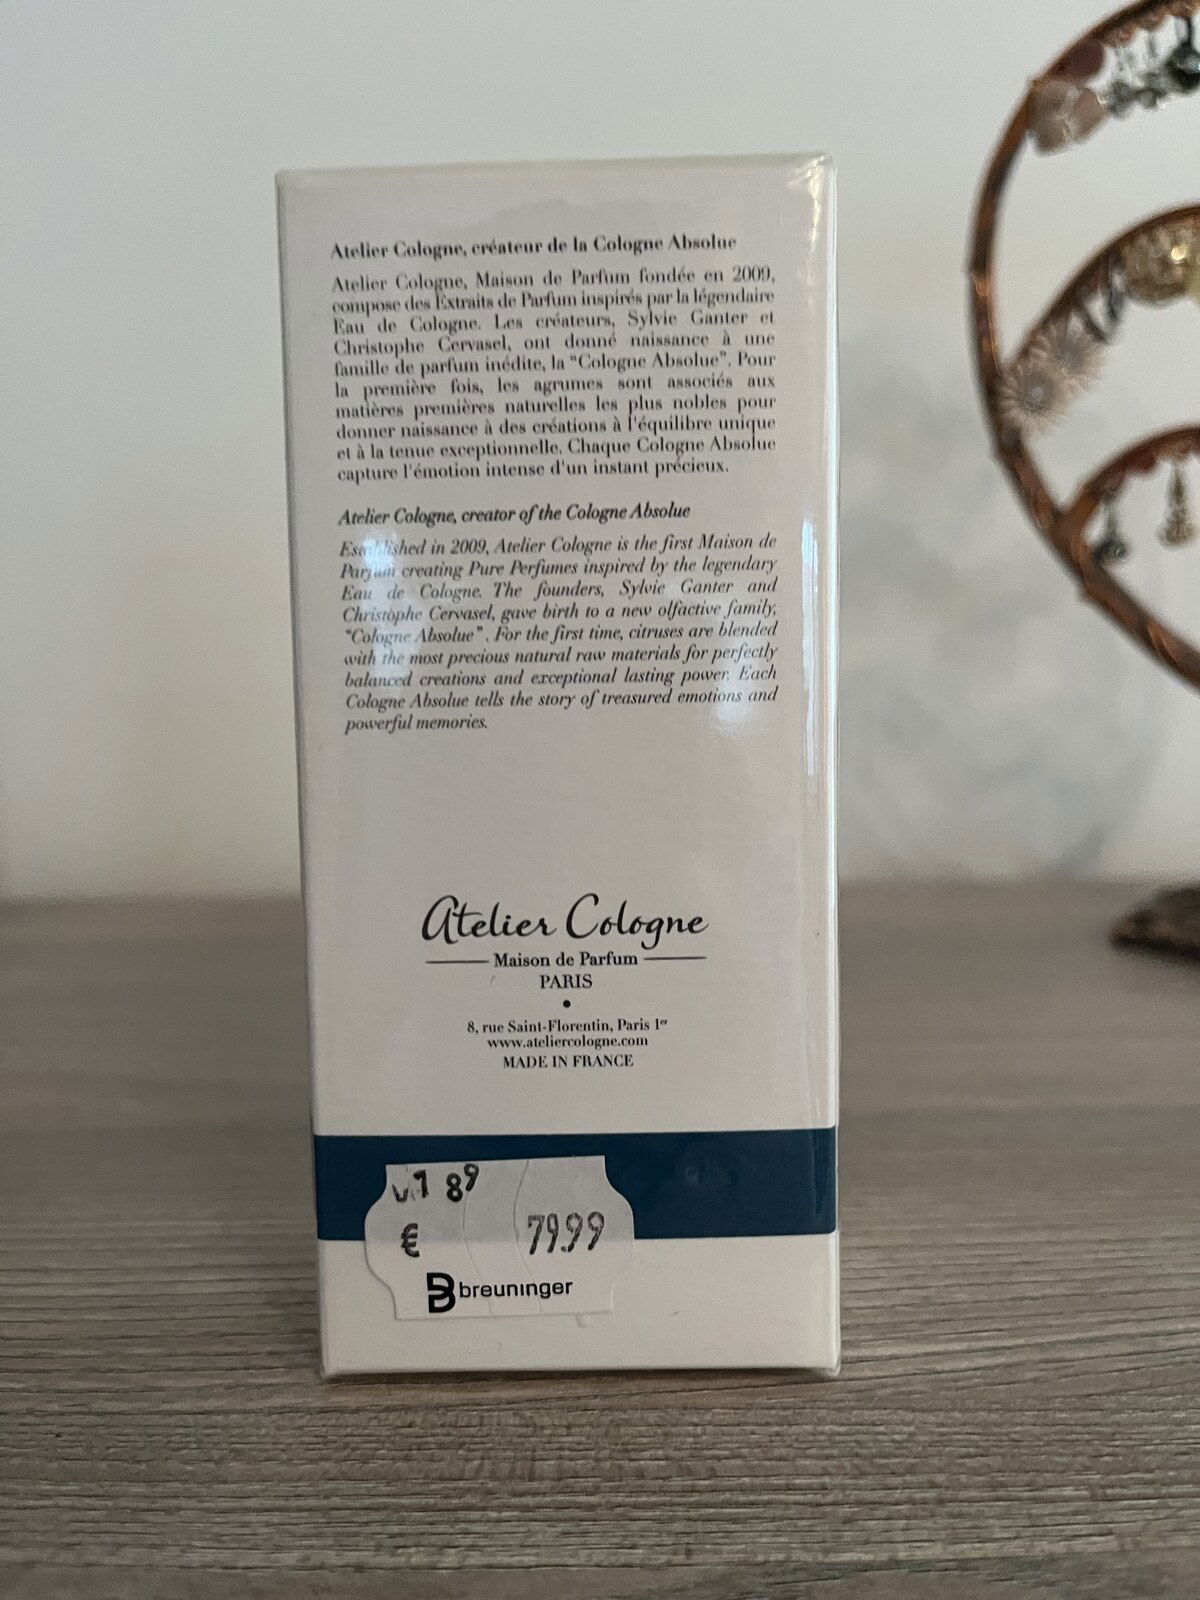 Atelier Cologne, créateur de la Cologne Absolue
Atelier Cologne, Maison de Parfum fondée en 2009,
compose des Extraits de Parfum inspirés par la légendaire
Eau de Cologne. Les créateurs, Sylvie Ganter et
Christophe Cervasel, ont donné naissance à une
famille de parfum inédite, la "Cologne Absolue". Pour
la première fois, les agrumes sont associés aux
matières premières naturelles les plus nobles pour
donner naissance à des créations à l'équilibre unique
et à la tenue exceptionnelle. Chaque Cologne Absolue
capture l'émotion intense d'un instant précieux.
Atelier Cologne, creator of the Cologne Absolue
Established in 2009, Atelier Cologne is the first Maison de
Parfum creating Pure Perfumes inspired by the legendary
Eau de Cologne. The founders, Sylvie Ganter and
Christophe Cervasel, gave birth to a new olfactive family,
"Cologne Absolue". For the first time, citruses are blended
with the most precious natural raw materials for perfectly
balanced creations and exceptional lasting power. Each
Cologne Absolue tells the story of treasured emotions and
powerful memories.
Atelier Cologne
Maison de Parfum
PARIS
8, rue Saint-Florentin, Paris 1er
www.ateliercologne.com
MADE IN FRANCE
89
€ 79.99
breuninger